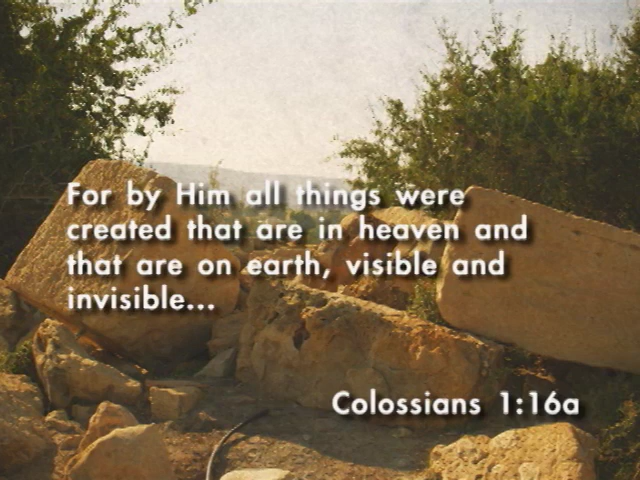 For by Him all things were
created that are in heaven and
that are on earth, visible and
invisible...
Colossians 1:16a